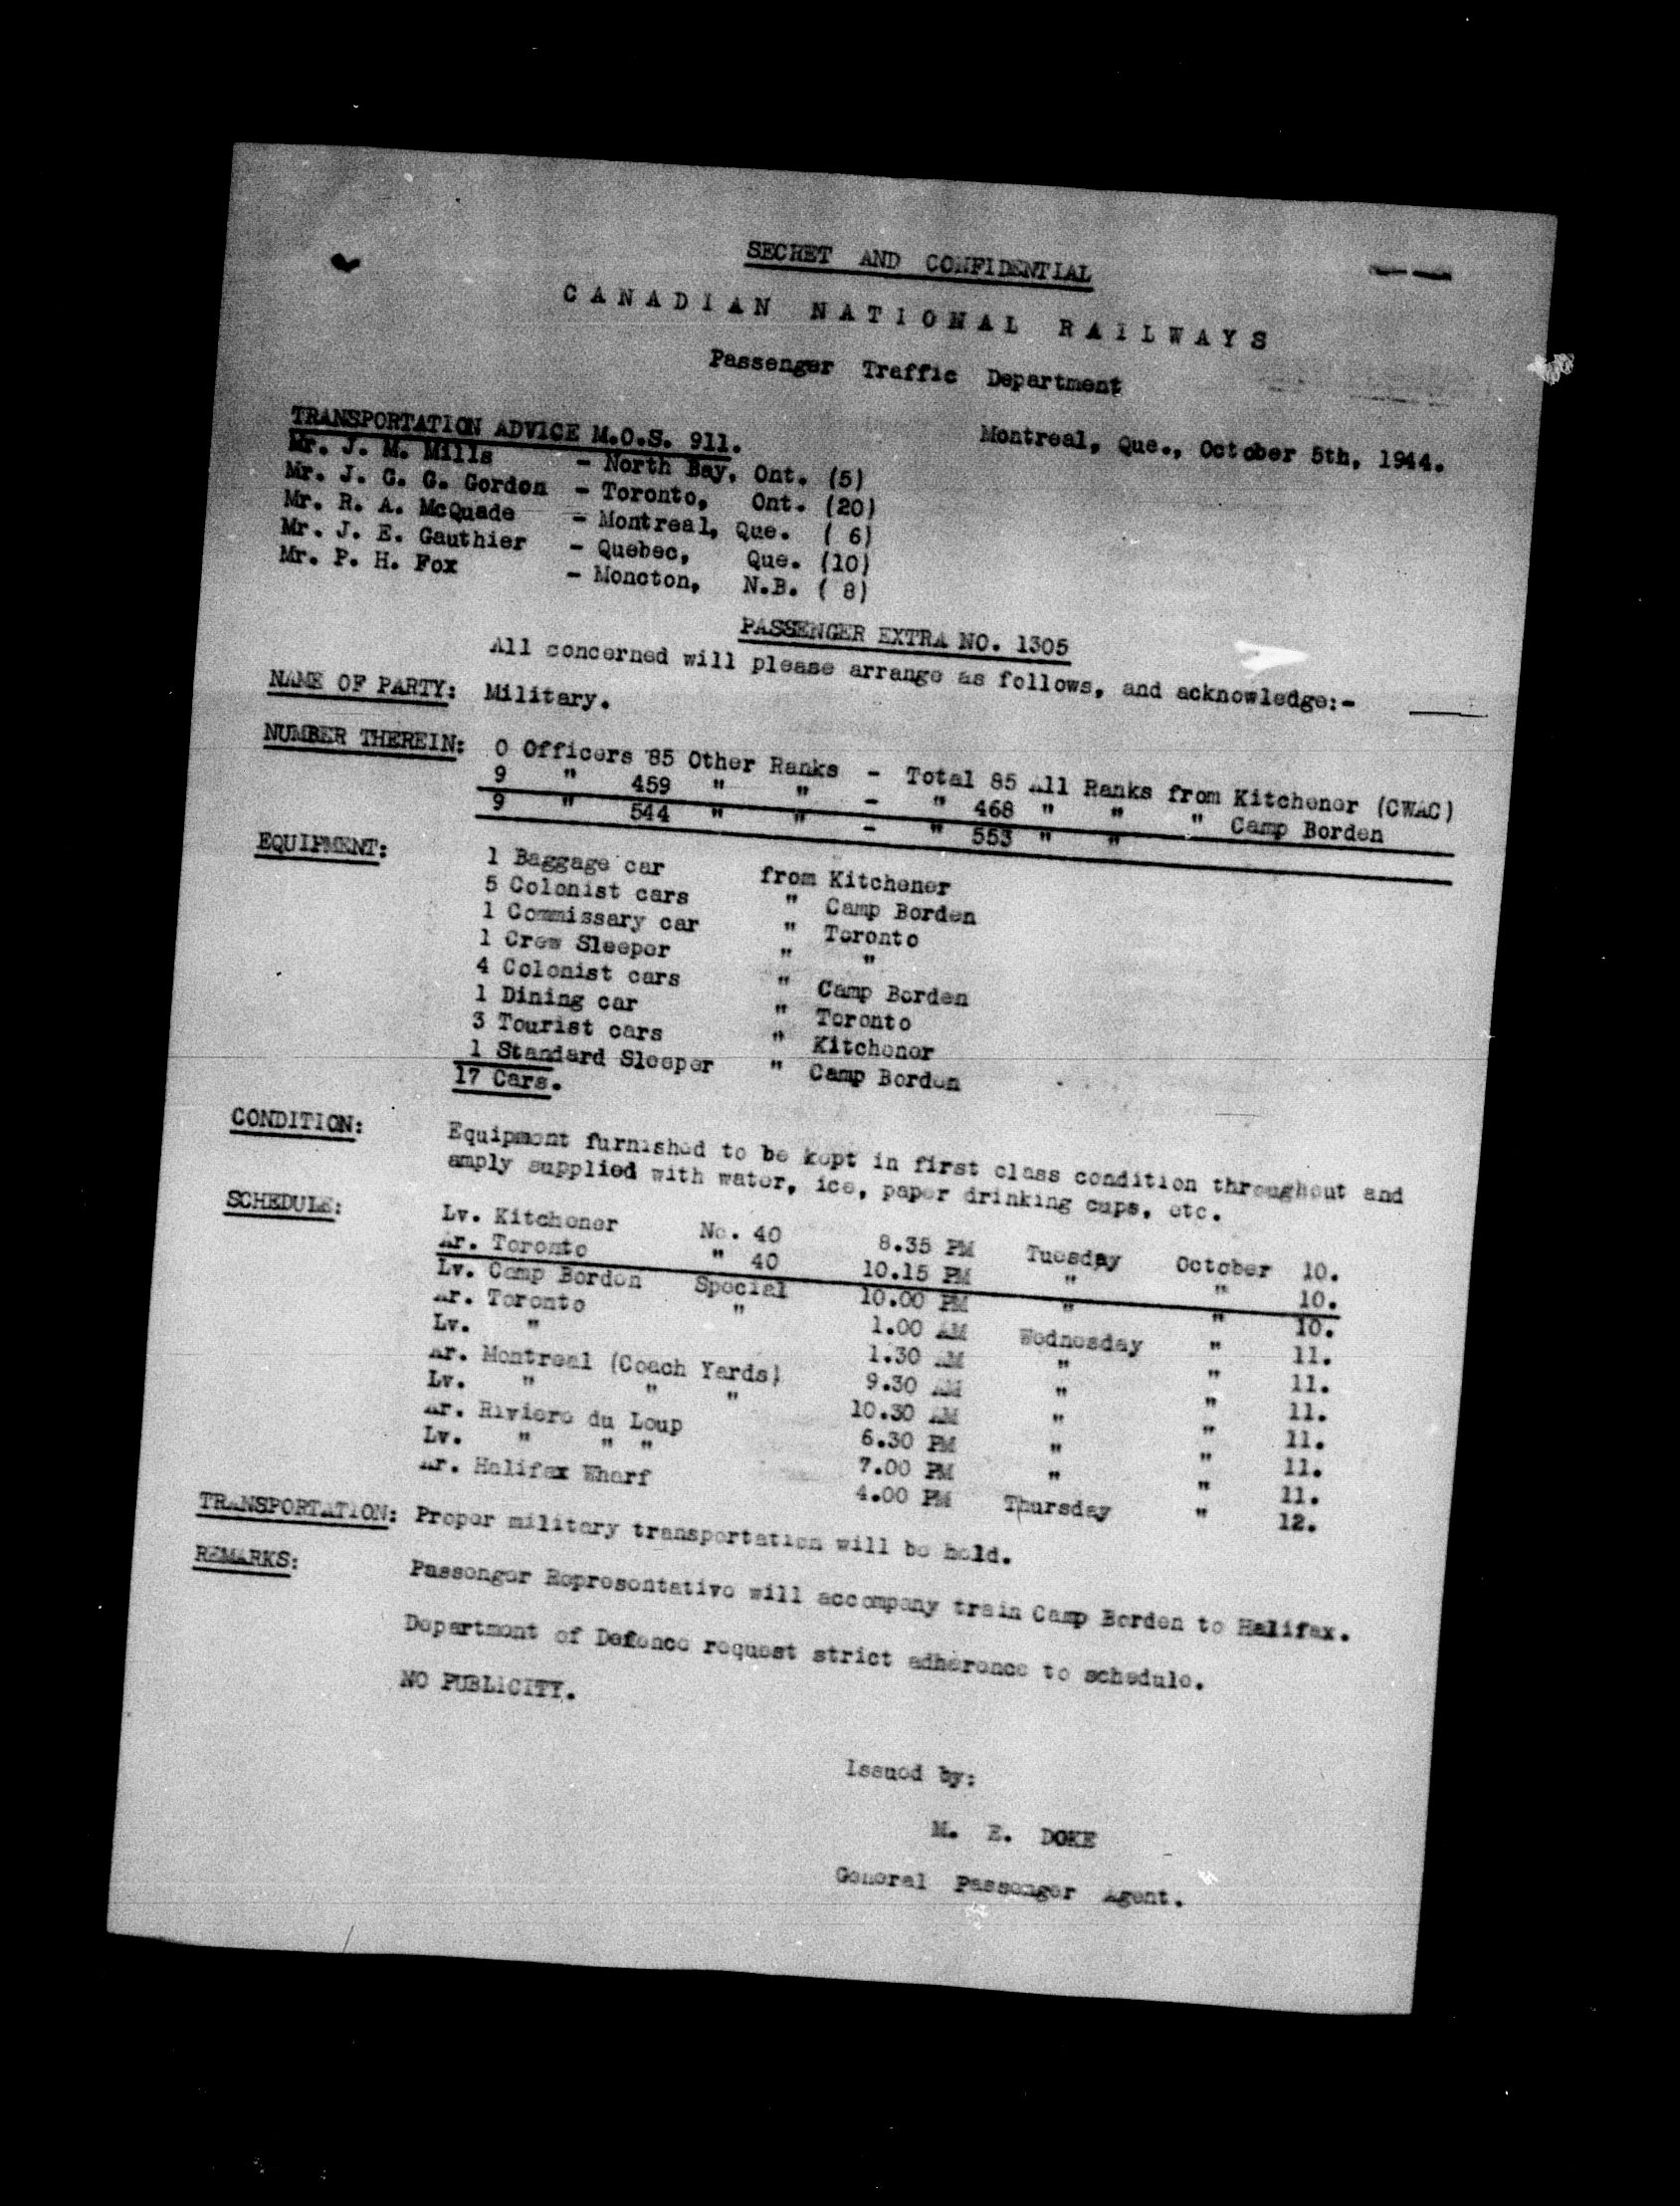 SECRET AND CONFIDENTIAL
CANADIAN NATIONAL RAILWAYS
Passenger Traffic Department
TRANSPORTATION ADVICE M.O.S. 911.
Montreal, Que., October 5th, 1944.
Mr. J. M. Mills - North Bay, Ont. (5)
Mr. J. G. G. Gordon - Toronto, Ont. (20)
Mr. R. A. McQuade - Montreal, Que. ( 6)
Mr. J. E. Gauthier - Quebec, Que. (10)
Mr. P. H. Fox - Moncton, N.B. ( 8)
PASSENGER EXTRA NO. 1305
All concerned will please arrange as follows, and acknowledge:-
NAME OF PARTY: Military.
NUMBER THEREIN: 0 Officers 85 Other Ranks - Total 85 All Ranks from Kitchener (CWAC)
9 " 459 " " - " 468 " " " Camp Borden
9 " 544 " " - " 553 " "
EQUIPMENT: 1 Baggage car from Kitchener
5 Colonist cars " Camp Borden
1 Commissary car " Toronto
1 Crew Sleeper " "
4 Colonist cars " Camp Borden
1 Dining car " Toronto
3 Tourist cars " Kitchener
1 Standard Sleeper " Camp Borden
17 Cars.
CONDITION: Equipment furnished to be kept in first class condition throughout and
amply supplied with water, ice, paper drinking cups, etc.
SCHEDULE: Lv. Kitchener No. 40 8.35 PM Tuesday October 10.
Ar. Toronto " 40 10.15 PM " " 10.
Lv. Camp Borden Special 10.00 PM " " 10.
Ar. Toronto " 1.00 AM Wednesday " 11.
Lv. " 1.30 AM " " 11.
Ar. Montreal (Coach Yards) 9.30 AM " " 11.
Lv. " " " 10.30 AM " " 11.
Ar. Riviere du Loup 6.30 PM " " 11.
Lv. " " " 7.00 PM " " 11.
Ar. Halifax Wharf 4.00 PM Thursday " 12.
TRANSPORTATION: Proper military transportation will be held.
REMARKS: Passenger Representative will accompany train Camp Borden to Halifax.
Department of Defence request strict adherence to schedule.
NO PUBLICITY.
Issued by:
M. E. DOKE
General Passenger Agent.